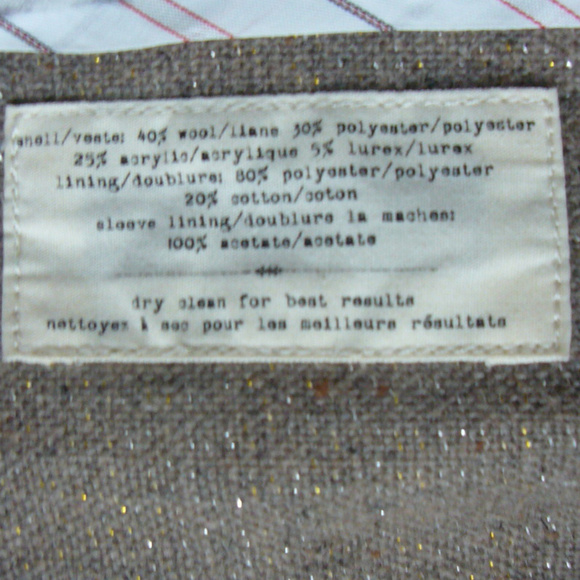 shell/veste: 40% wool/liane 30% polyester/polyester
25% acrylic/acrylique 5% lurex/lurex
lining/doublure: 80% polyester/polyester
20% cotton/coton
sleeve lining/doublure la maches:
100% acetate/acetate
dry clean for best results
nettoyez à sec pour les meilleurs résultats